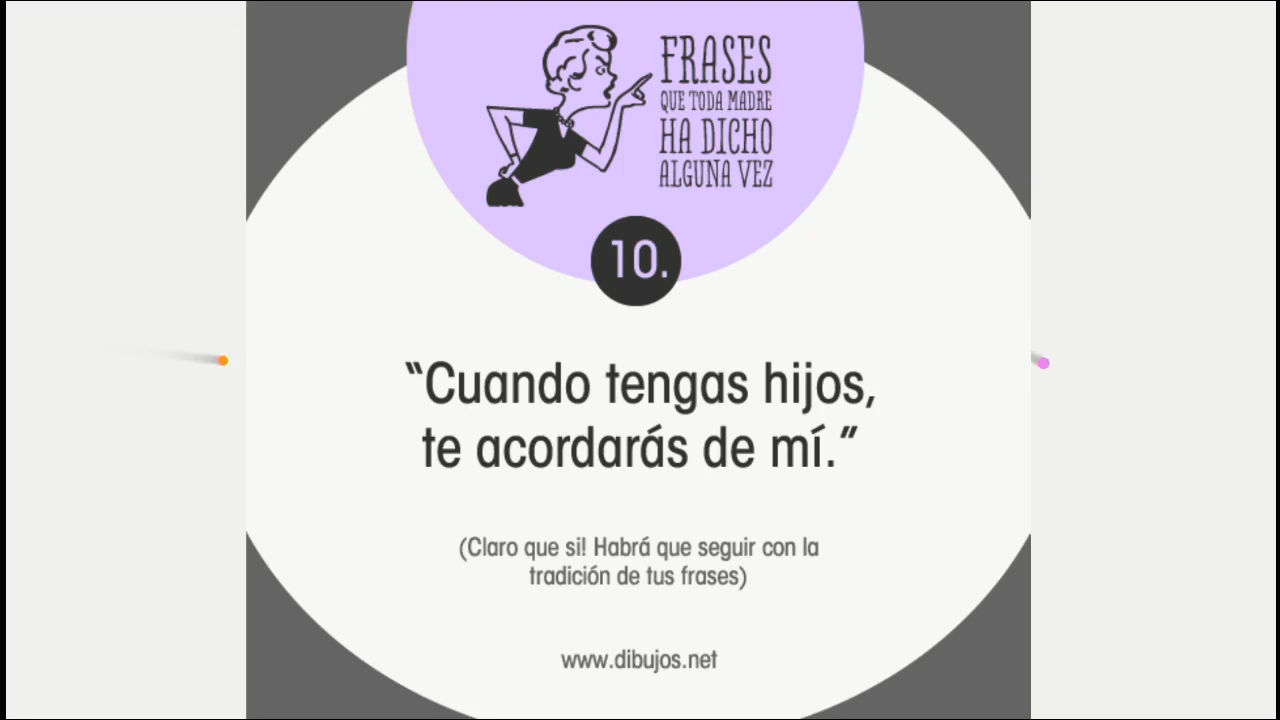 FRASES
QUE TODA MADRE
HA DICHO
ALGUNA VEZ
10.
“Cuando tengas hijos,
te acordarás de mí.”
(Claro que si! Habrá que seguir con la
tradición de tus frases)
www.dibujos.net